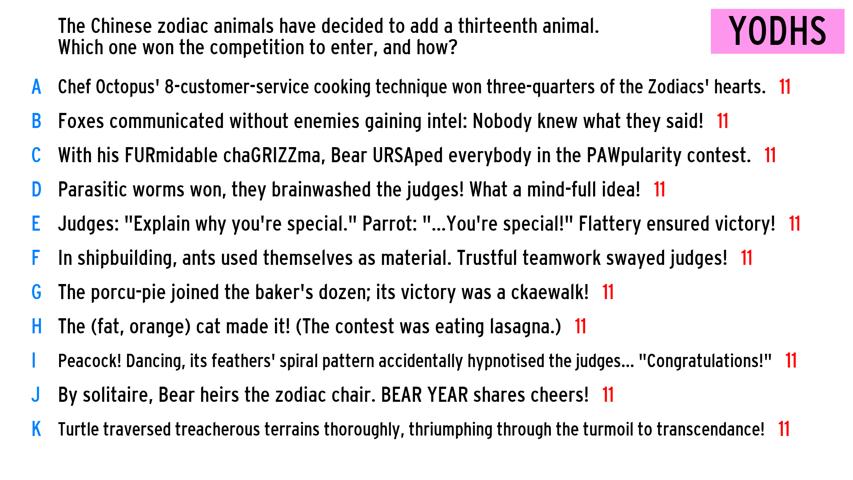 The Chinese zodiac animals have decided to add a thirteenth animal.
Which one won the competition to enter, and how?
YODHS
A Chef Octopus' 8-customer-service cooking technique won three-quarters of the Zodiacs' hearts. 11
B Foxes communicated without enemies gaining intel: Nobody knew what they said! 11
C With his FURmidable chaGRIZZma, Bear URSAped everybody in the PAWpularity contest. 11
D Parasitic worms won, they brainwashed the judges! What a mind-full idea! 11
E Judges: "Explain why you're special." Parrot: "...You're special!" Flattery ensured victory! 11
F In shipbuilding, ants used themselves as material. Trustful teamwork swayed judges! 11
G The porcu-pie joined the baker's dozen; its victory was a ckaewalk! 11
H The (fat, orange) cat made it! (The contest was eating lasagna.) 11
I Peacock! Dancing, its feathers' spiral pattern accidentally hypnotised the judges... "Congratulations!" 11
J By solitaire, Bear heirs the zodiac chair. BEAR YEAR shares cheers! 11
K Turtle traversed treacherous terrains thoroughly, thriumphing through the turmoil to transcendance! 11